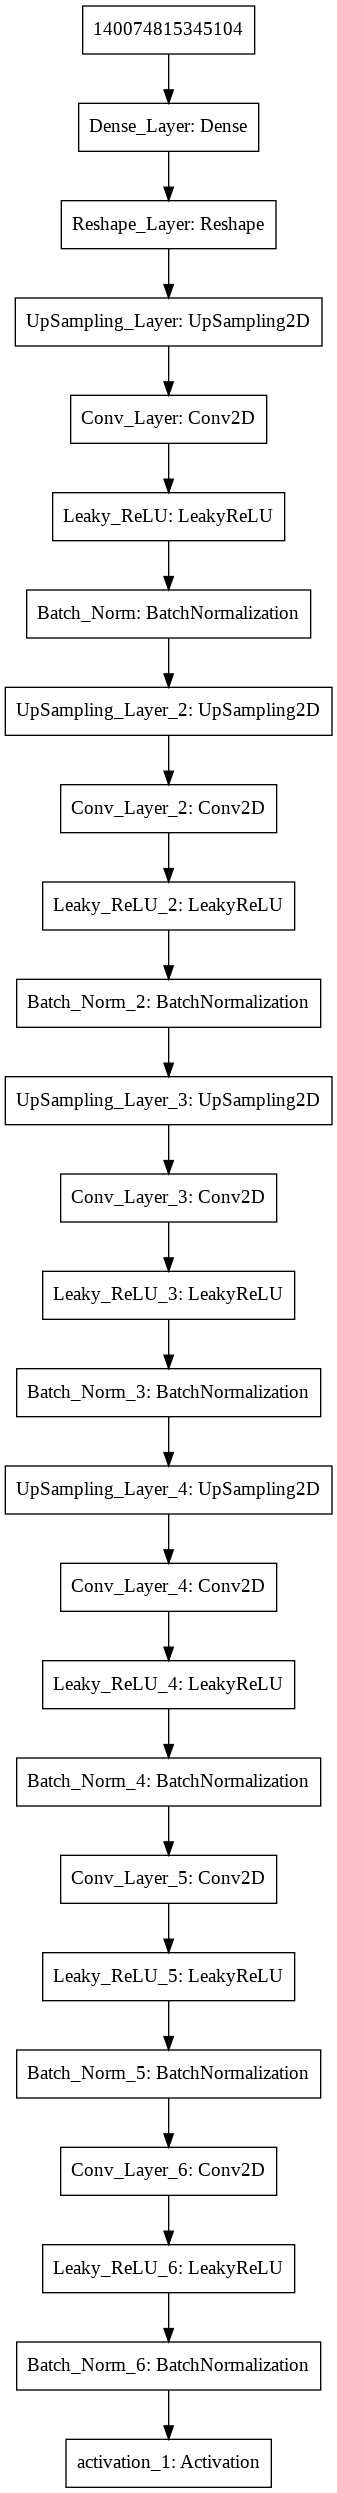 140074815345104
Dense_Layer: Dense
Reshape_Layer: Reshape
UpSampling_Layer: UpSampling2D
Conv_Layer: Conv2D
Leaky_ReLU: LeakyReLU
Batch_Norm: BatchNormalization
UpSampling_Layer_2: UpSampling2D
Conv_Layer_2: Conv2D
Leaky_ReLU_2: LeakyReLU
Batch_Norm_2: BatchNormalization
UpSampling_Layer_3: UpSampling2D
Conv_Layer_3: Conv2D
Leaky_ReLU_3: LeakyReLU
Batch_Norm_3: BatchNormalization
UpSampling_Layer_4: UpSampling2D
Conv_Layer_4: Conv2D
Leaky_ReLU_4: LeakyReLU
Batch_Norm_4: BatchNormalization
Conv_Layer_5: Conv2D
Leaky_ReLU_5: LeakyReLU
Batch_Norm_5: BatchNormalization
Conv_Layer_6: Conv2D
Leaky_ReLU_6: LeakyReLU
Batch_Norm_6: BatchNormalization
activation_1: Activation